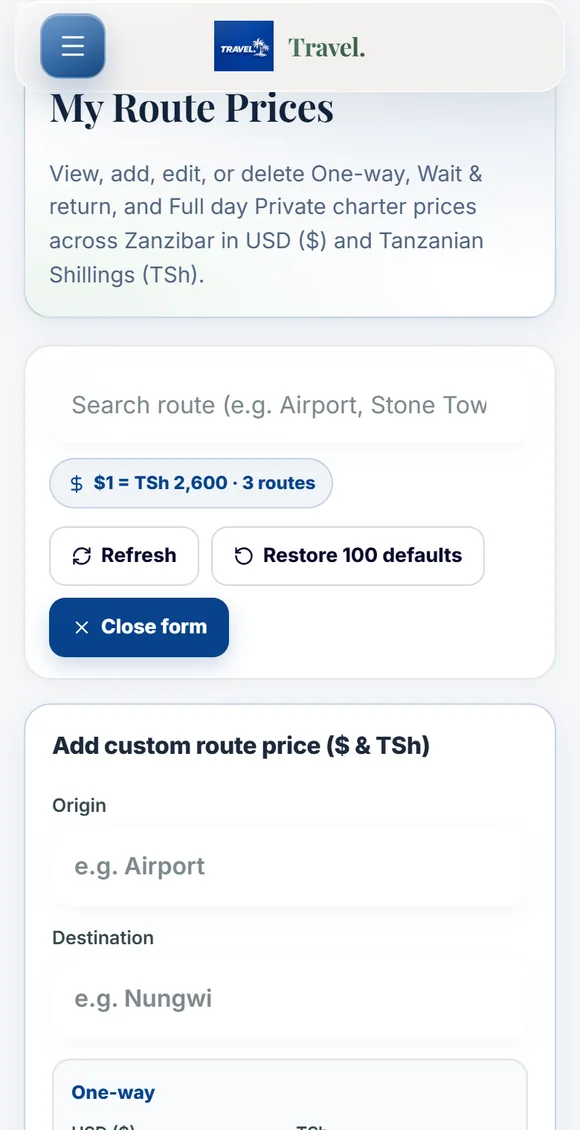 TRAVEL.
Travel.
My Route Prices
View, add, edit, or delete One-way, Wait &
return, and Full day Private charter prices
across Zanzibar in USD ($) and Tanzanian
Shillings (TSh).
Search route (e.g. Airport, Stone Tow
$1 = TSh 2,600 · 3 routes
Refresh
Restore 100 defaults
Close form
Add custom route price ($ & TSh)
Origin
e.g. Airport
Destination
e.g. Nungwi
One-way
USD ($)
TSh